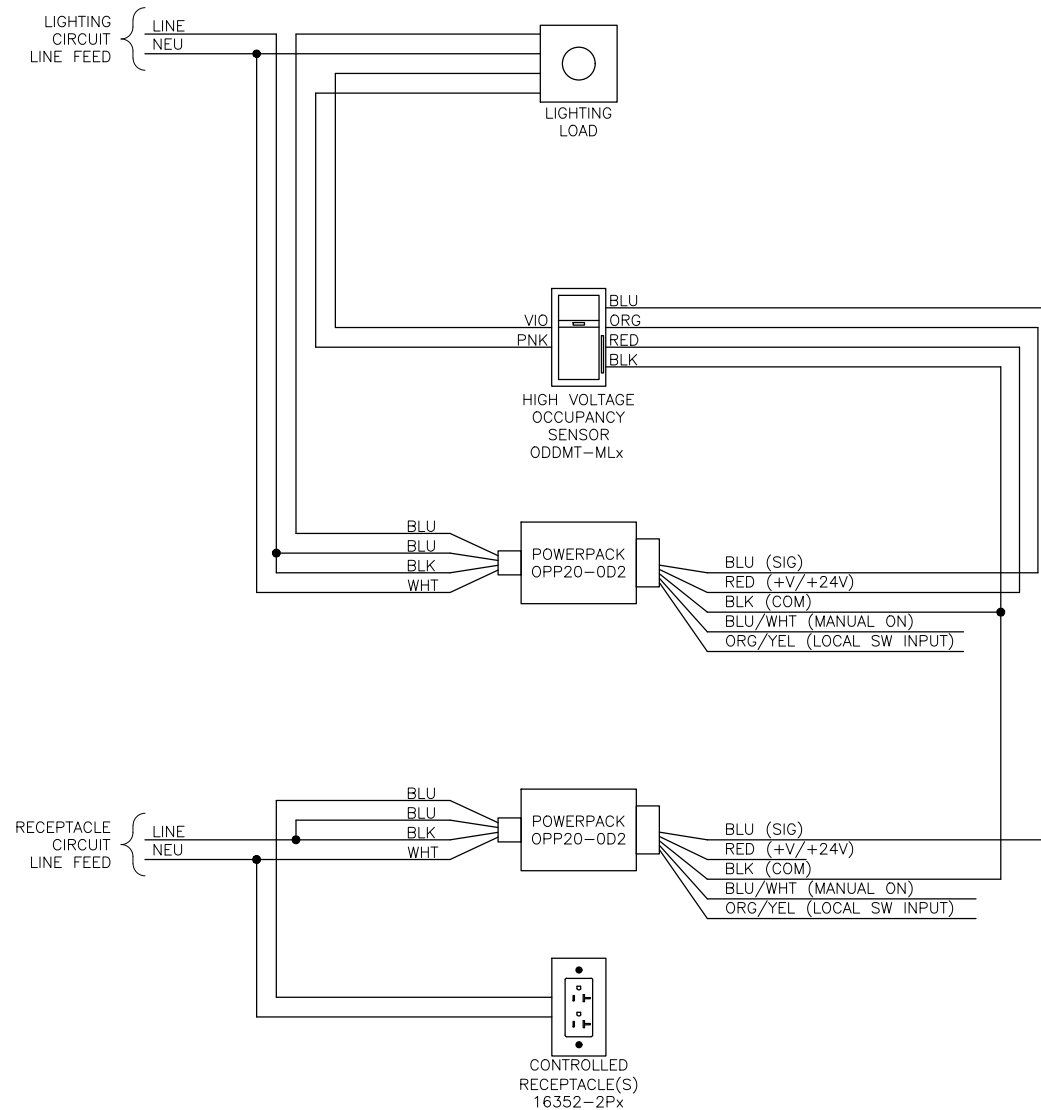 LIGHTING
CIRCUIT
LINE FEED
LINE
NEU
LIGHTING
LOAD
VIO
PNK
BLU
ORG
RED
BLK
HIGH VOLTAGE
OCCUPANCY
SENSOR
ODDMT-MLx
BLU
BLU
BLK
WHT
POWERPACK
OPP20-0D2
BLU (SIG)
RED (+V/+24V)
BLK (COM)
BLU/WHT (MANUAL ON)
ORG/YEL (LOCAL SW INPUT)
RECEPTACLE
CIRCUIT
LINE FEED
LINE
NEU
BLU
BLU
BLK
WHT
POWERPACK
OPP20-0D2
BLU (SIG)
RED (+V/+24V)
BLK (COM)
BLU/WHT (MANUAL ON)
ORG/YEL (LOCAL SW INPUT)
CONTROLLED
RECEPTACLE(S)
16352-2Px